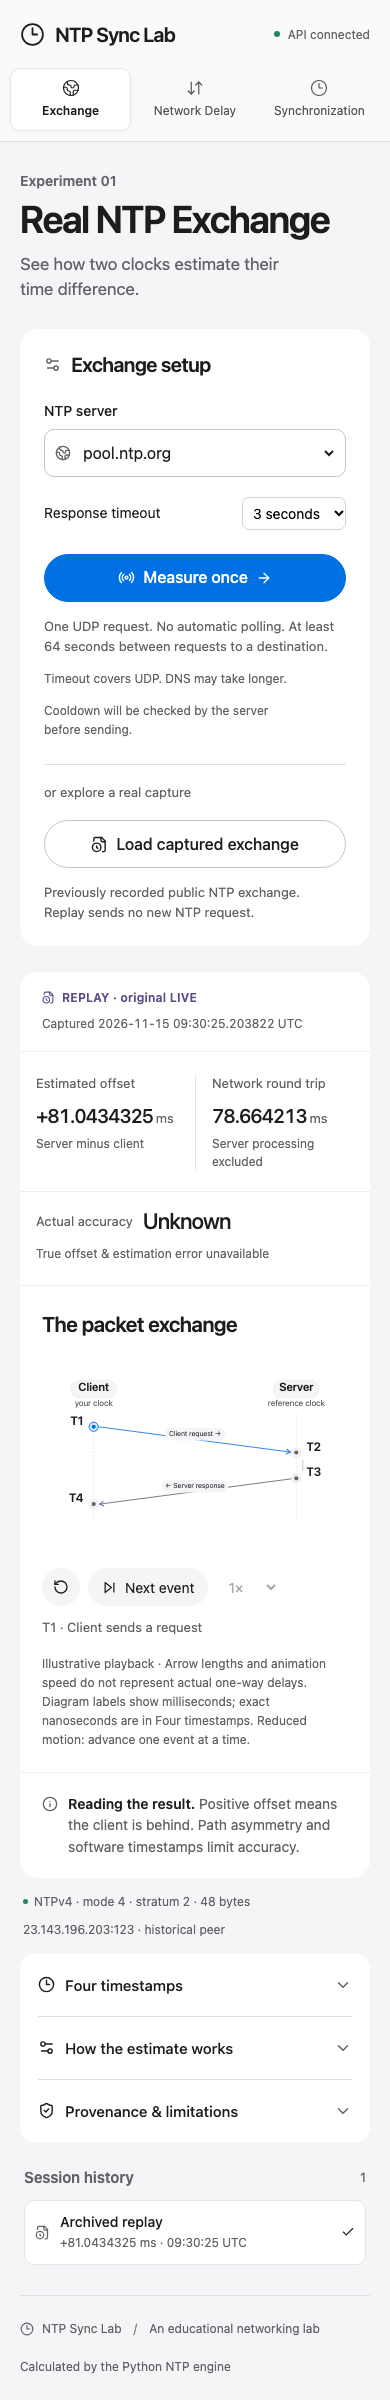 NTP Sync Lab
API connected
Exchange
Network Delay
Synchronization
Experiment 01
Real NTP Exchange
See how two clocks estimate their
time difference.
Exchange setup
NTP server
pool.ntp.org
Response timeout
3 seconds
Measure once →
One UDP request. No automatic polling. At least
64 seconds between requests to a destination.
Timeout covers UDP. DNS may take longer.
Cooldown will be checked by the server
before sending.
or explore a real capture
Load captured exchange
Previously recorded public NTP exchange.
Replay sends no new NTP request.
REPLAY · original LIVE
Captured 2026-11-15 09:30:25.203822 UTC
Estimated offset
+81.0434325 ms
Server minus client
Network round trip
78.664213 ms
Server processing
excluded
Actual accuracy Unknown
True offset & estimation error unavailable
The packet exchange
Client
your clock
Server
reference clock
T1
Client request →
T2
T3
← Server response
T4
Next event
1×
T1 · Client sends a request
Illustrative playback · Arrow lengths and animation
speed do not represent actual one-way delays.
Diagram labels show milliseconds; exact
nanoseconds are in Four timestamps. Reduced
motion: advance one event at a time.
Reading the result. Positive offset means
the client is behind. Path asymmetry and
software timestamps limit accuracy.
NTPv4 · mode 4 · stratum 2 · 48 bytes
23.143.196.203:123 · historical peer
Four timestamps
How the estimate works
Provenance & limitations
Session history
1
Archived replay
+81.0434325 ms · 09:30:25 UTC
NTP Sync Lab / An educational networking lab
Calculated by the Python NTP engine